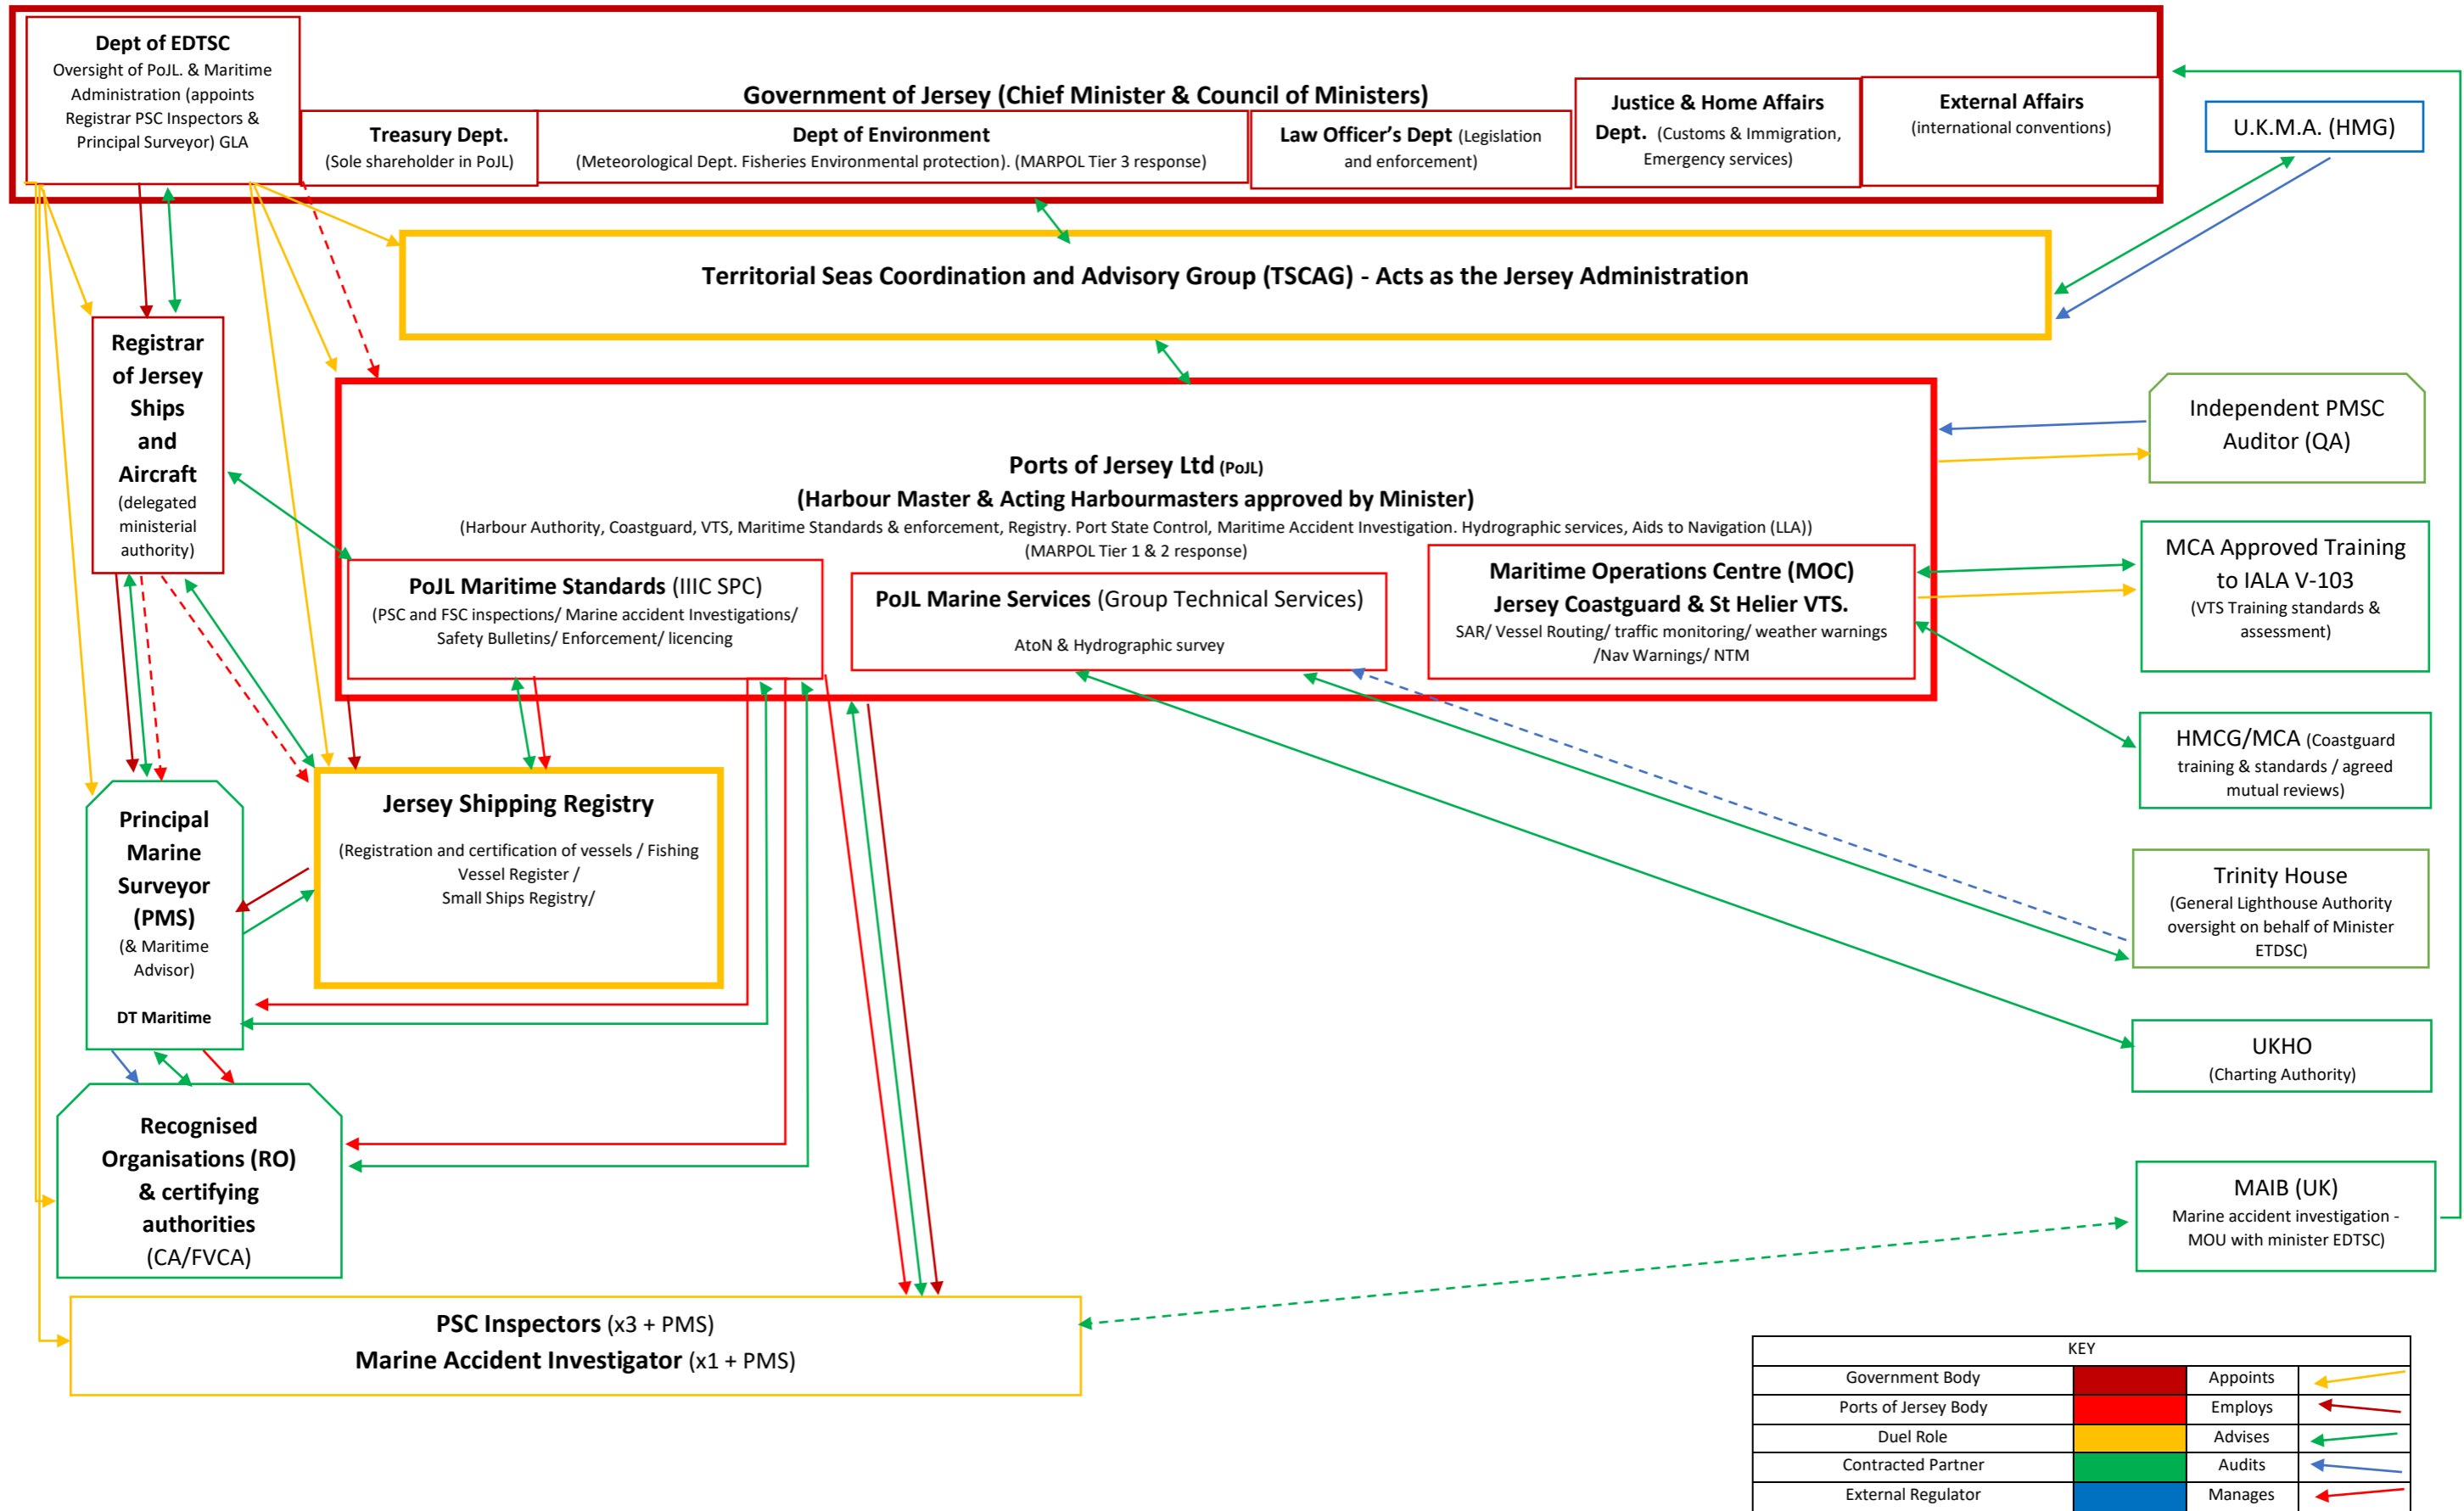 Dept of EDTSC
Oversight of PoJL. & Maritime
Administration (appoints
Registrar PSC Inspectors &
Principal Surveyor) GLA
Government of Jersey (Chief Minister & Council of Ministers)
Treasury Dept.
(Sole shareholder in PoJL)
Dept of Environment
(Meteorological Dept. Fisheries Environmental protection). (MARPOL Tier 3 response)
Law Officer's Dept (Legislation
and enforcement)
Justice & Home Affairs
Dept. (Customs & Immigration,
Emergency services)
External Affairs
(international conventions)
U.K.M.A. (HMG)
Territorial Seas Coordination and Advisory Group (TSCAG) - Acts as the Jersey Administration
Registrar
of Jersey
Ships
and
Aircraft
(delegated
ministerial
authority)
Ports of Jersey Ltd (PoJL)
(Harbour Master & Acting Harbourmasters approved by Minister)
(Harbour Authority, Coastguard, VTS, Maritime Standards & enforcement, Registry. Port State Control, Maritime Accident Investigation. Hydrographic services, Aids to Navigation (LLA))
(MARPOL Tier 1 & 2 response)
PoJL Maritime Standards (IIIC SPC)
(PSC and FSC inspections/ Marine accident Investigations/
Safety Bulletins/ Enforcement/ licencing
PoJL Marine Services (Group Technical Services)
AtoN & Hydrographic survey
Maritime Operations Centre (MOC)
Jersey Coastguard & St Helier VTS.
SAR/ Vessel Routing/ traffic monitoring/ weather warnings
/Nav Warnings/ NTM
Independent PMSC
Auditor (QA)
MCA Approved Training
to IALA V-103
(VTS Training standards &
assessment)
HMCG/MCA (Coastguard
training & standards / agreed
mutual reviews)
Trinity House
(General Lighthouse Authority
oversight on behalf of Minister
ETDSC)
UKHO
(Charting Authority)
MAIB (UK)
Marine accident investigation -
MOU with minister EDTSC)
Jersey Shipping Registry
(Registration and certification of vessels / Fishing
Vessel Register /
Small Ships Registry/
Principal
Marine
Surveyor
(PMS)
(& Maritime
Advisor)
DT Maritime
Recognised
Organisations (RO)
& certifying
authorities
(CA/FVCA)
PSC Inspectors (x3 + PMS)
Marine Accident Investigator (x1 + PMS)
KEY
Government Body Appoints
Ports of Jersey Body Employs
Duel Role Advises
Contracted Partner Audits
External Regulator Manages